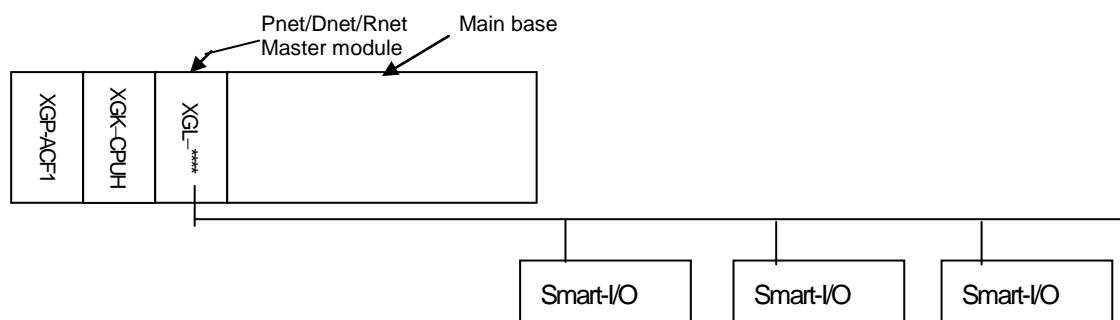 Pnet/Dnet/Rnet
Master module
Main base
XGP-ACF1
XGK-CPUH
XGL-****
Smart-I/O
Smart-I/O
Smart-I/O